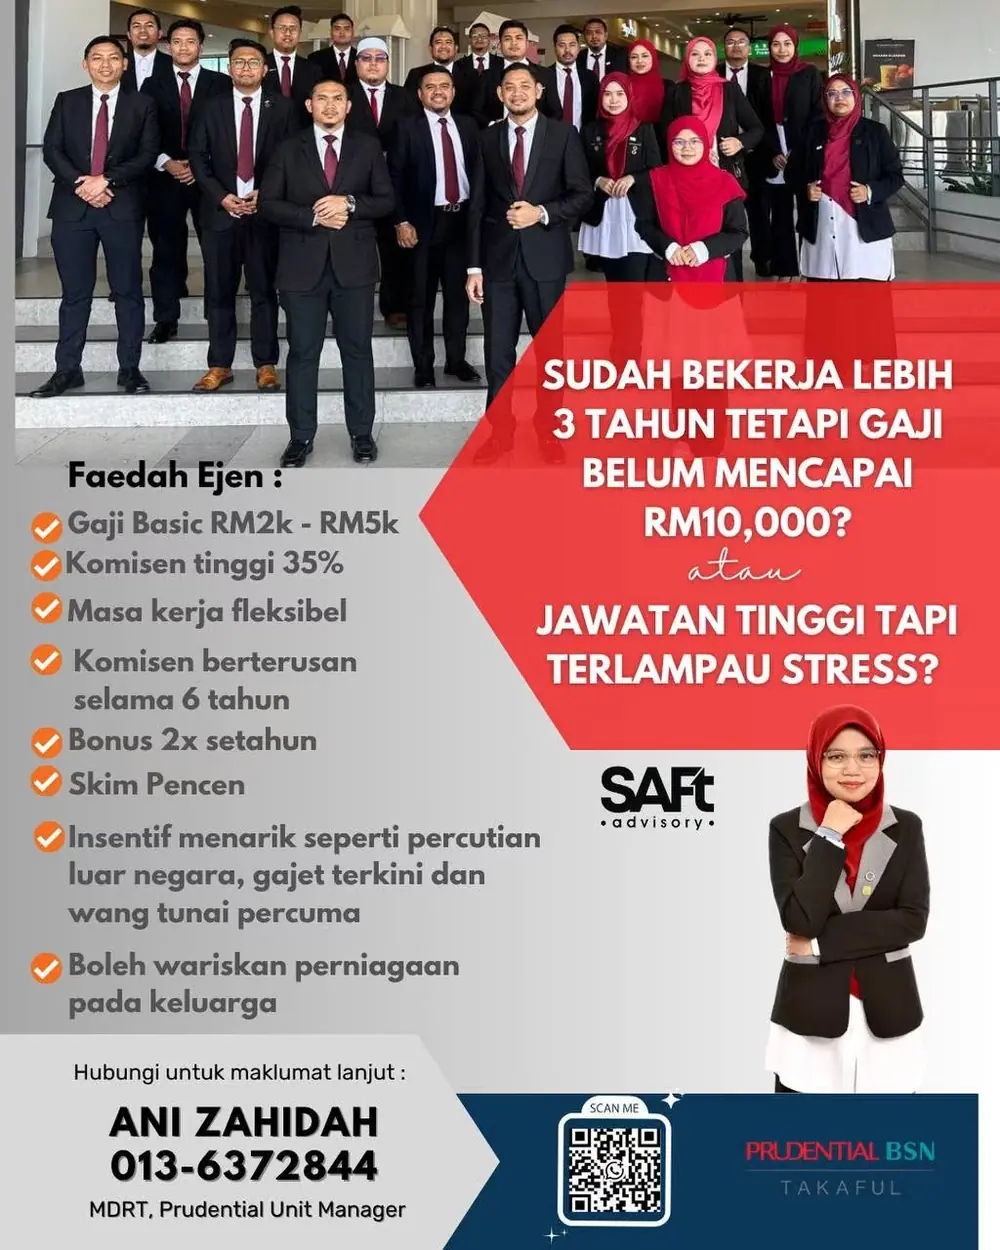 SUDAH BEKERJA LEBIH
3 TAHUN TETAPI GAJI
BELUM MENCAPAI
RM10,000?
atau
JAWATAN TINGGI TAPI
TERLAMPAU STRESS?
Faedah Ejen :
Gaji Basic RM2k - RM5k
Komisen tinggi 35%
Masa kerja fleksibel
Komisen berterusan
selama 6 tahun
Bonus 2x setahun
Skim Pencen
Insentif menarik seperti percutian
luar negara, gajet terkini dan
wang tunai percuma
Boleh wariskan perniagaan
pada keluarga
SAFt
•advisory•
Hubungi untuk maklumat lanjut :
ANI ZAHIDAH
013-6372844
MDRT, Prudential Unit Manager
SCAN ME
PRUDENTIAL BSN
TAKAFUL